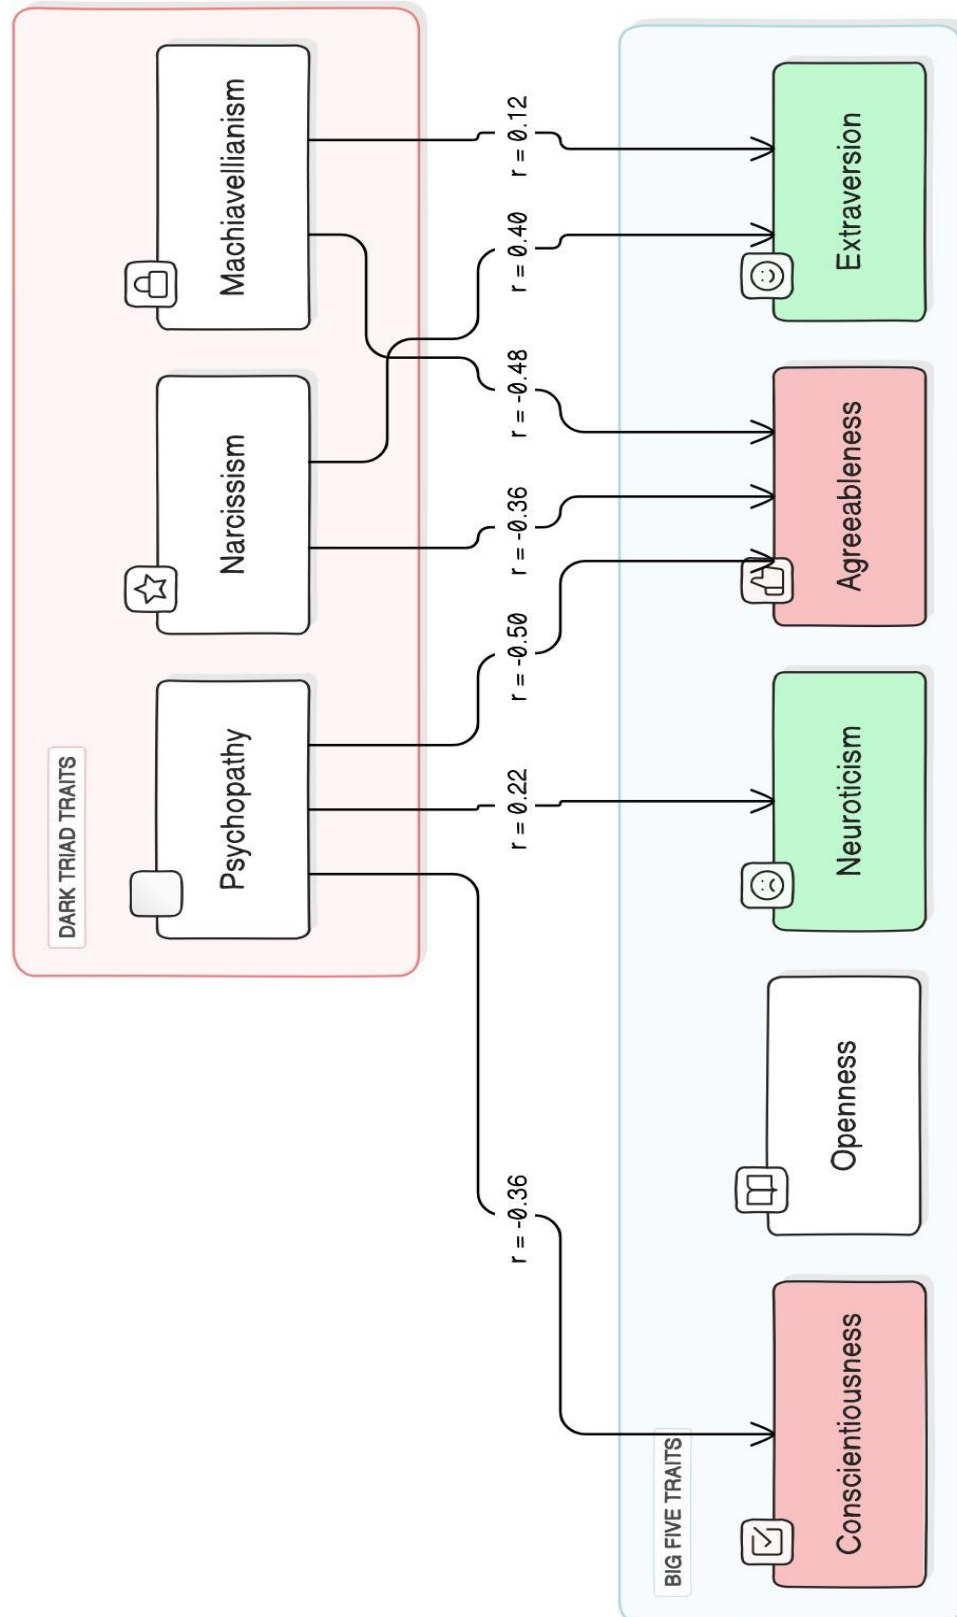 DARK TRIAD TRAITS
Psychopathy
Narcissism
Machiavellianism
r = -0.36
r = 0.22
r = -0.50
r = -0.36
r = -0.48
r = 0.40
r = 0.12
BIG FIVE TRAITS
Conscientiousness
Openness
Neuroticism
Agreeableness
Extraversion